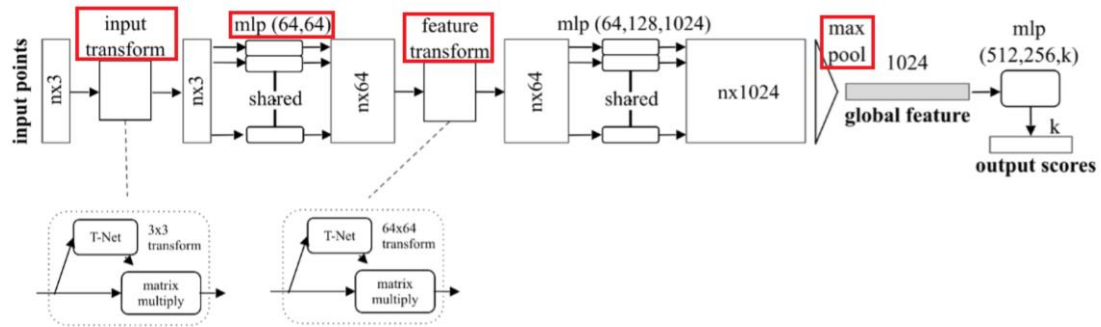 input points
nx3
input
transform
nx3
mlp (64,64)
shared
nx64
feature
transform
nx64
mlp (64,128,1024)
shared
nx1024
max
pool
1024
global feature
mlp
(512,256,k)
k
output scores
T-Net
3x3
transform
matrix
multiply
T-Net
64x64
transform
matrix
multiply